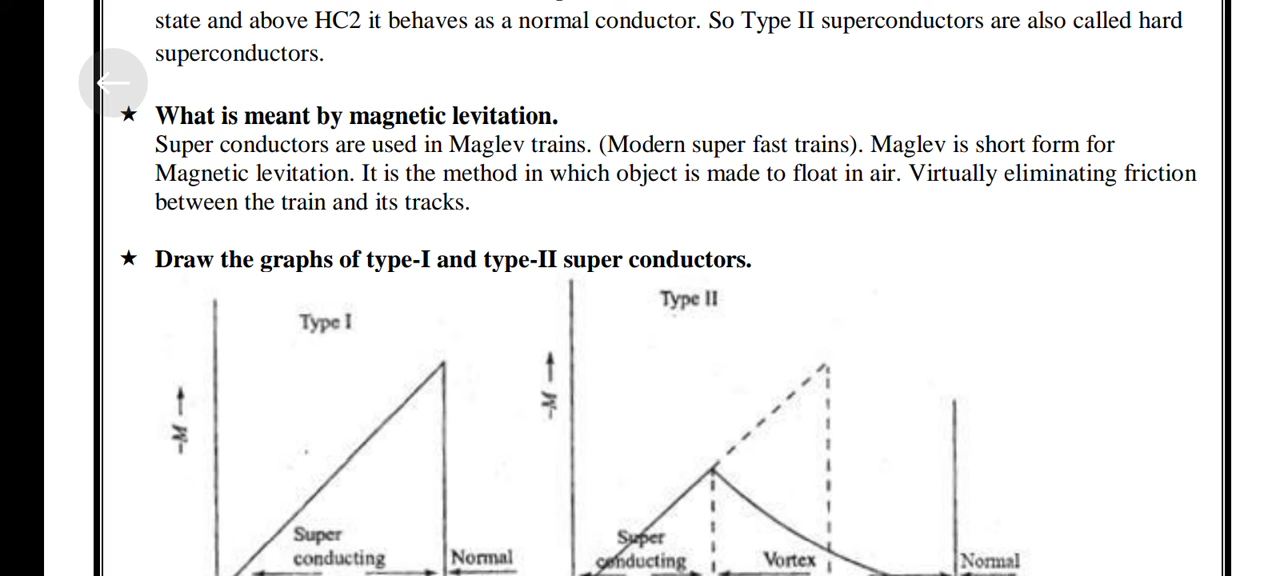 state and above HC2 it behaves as a normal conductor. So Type II superconductors are also called hard
superconductors.
★ What is meant by magnetic levitation.
Super conductors are used in Maglev trains. (Modern super fast trains). Maglev is short form for
Magnetic levitation. It is the method in which object is made to float in air. Virtually eliminating friction
between the train and its tracks.
★ Draw the graphs of type-I and type-II super conductors.
Type I
-M
Super
conducting
Normal
Type II
-M
Super
conducting
Vortex
Normal